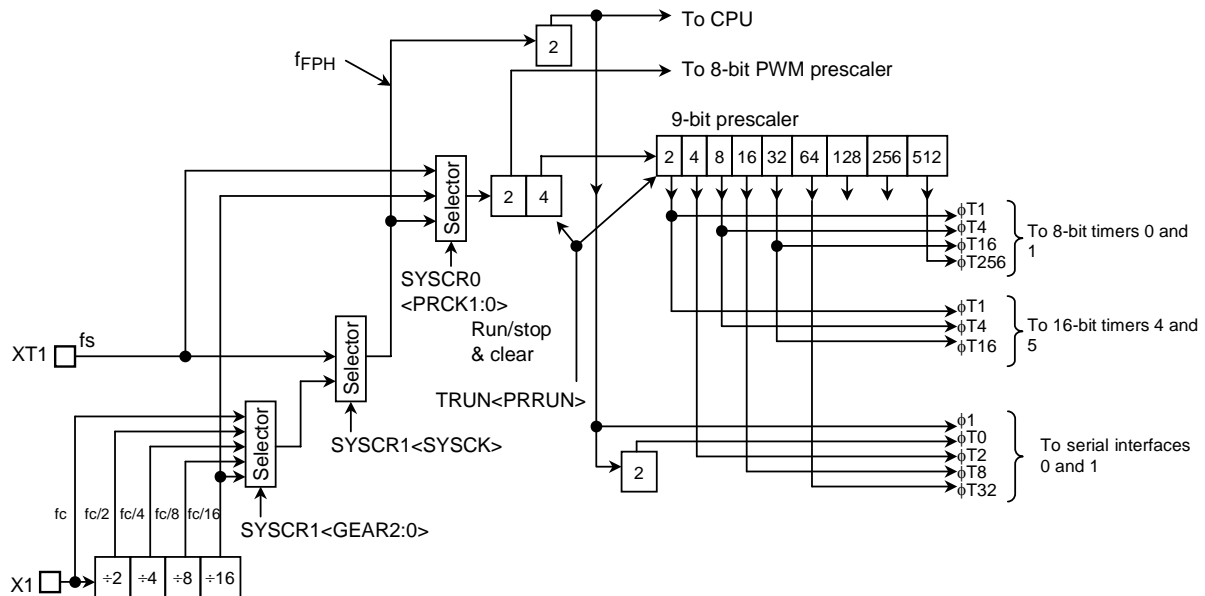 To CPU
2
fFPH
To 8-bit PWM prescaler
9-bit prescaler
2 4 8 16 32 64 128 256 512
Selector
2 4
ϕT1
ϕT4
ϕT16
ϕT256
To 8-bit timers 0 and
1
SYSCR0
<PRCK1:0>
Run/stop
& clear
ϕT1
ϕT4
ϕT16
To 16-bit timers 4 and
5
XT1
fs
Selector
TRUN<PRRUN>
SYSCR1<SYSCK>
Selector
ϕ1
ϕT0
ϕT2
ϕT8
ϕT32
To serial interfaces
0 and 1
2
fc
fc/2
fc/4
fc/8
fc/16
SYSCR1<GEAR2:0>
X1
÷2 ÷4 ÷8 ÷16